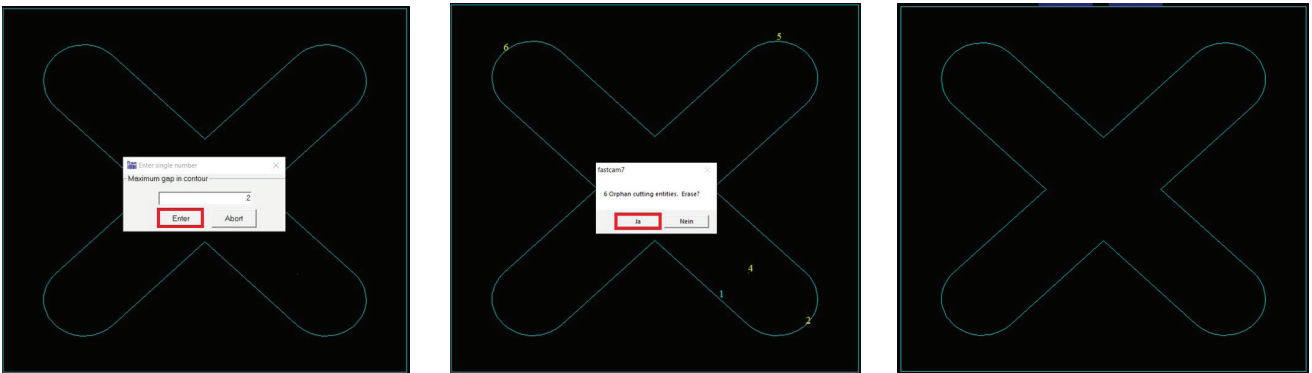 Enter single number
Maximum gap in contour
2
Enter Abort
6
5
fastcam7
6 Orphan cutting entities. Erase?
Ja Nein
4
1
2